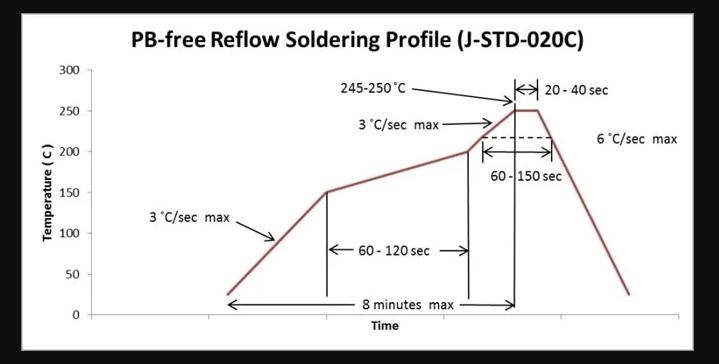 PB-free Reflow Soldering Profile (J-STD-020C)
300
250
200
150
100
50
0
Temperature ( C )
245-250 ˚C
20 - 40 sec
3 ˚C/sec max
6 ˚C/sec max
60 - 150 sec
3 ˚C/sec max
60 - 120 sec
8 minutes max
Time